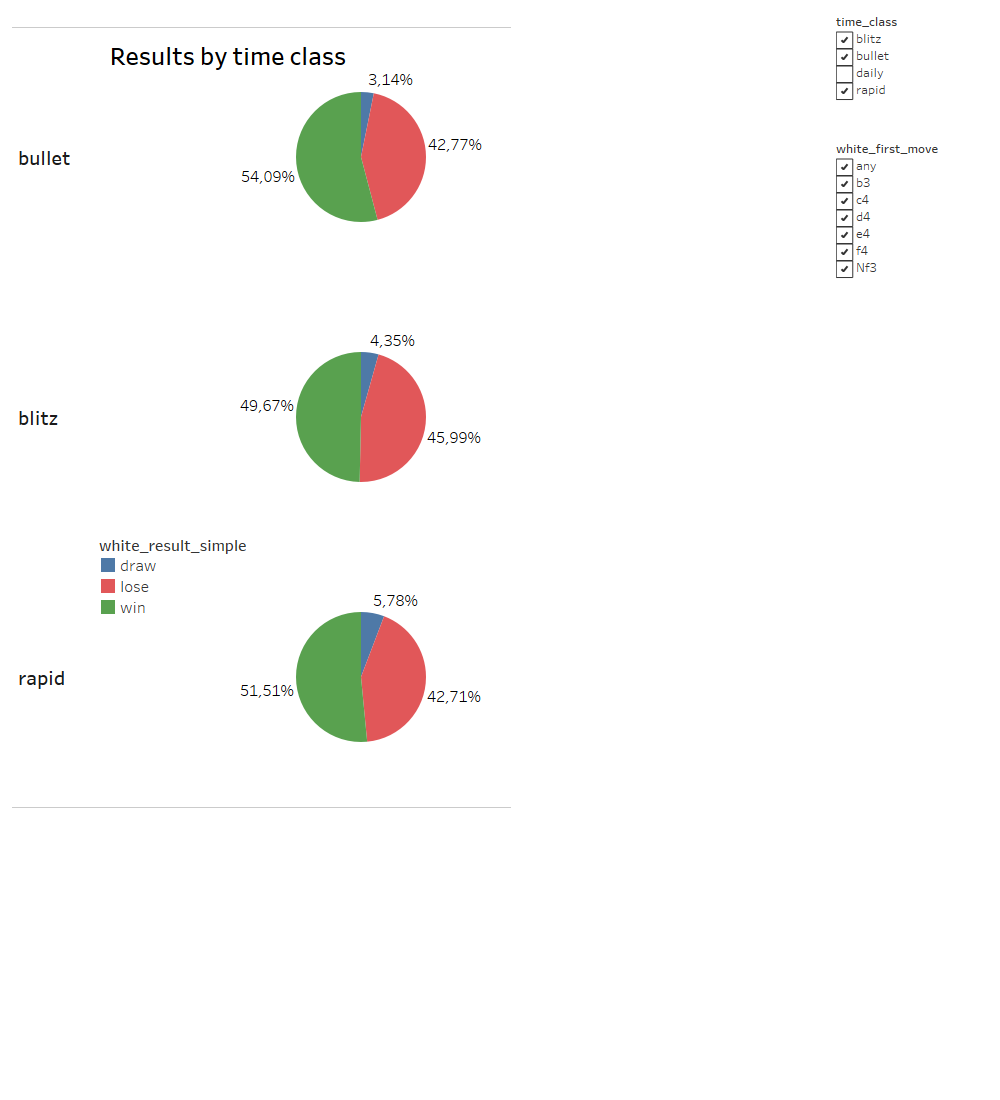 Results by time class
bullet
3,14%
42,77%
54,09%
blitz
4,35%
49,67%
45,99%
white_result_simple
draw
lose
win
rapid
5,78%
51,51%
42,71%
time_class
blitz
bullet
daily
rapid
white_first_move
any
b3
c4
d4
e4
f4
Nf3